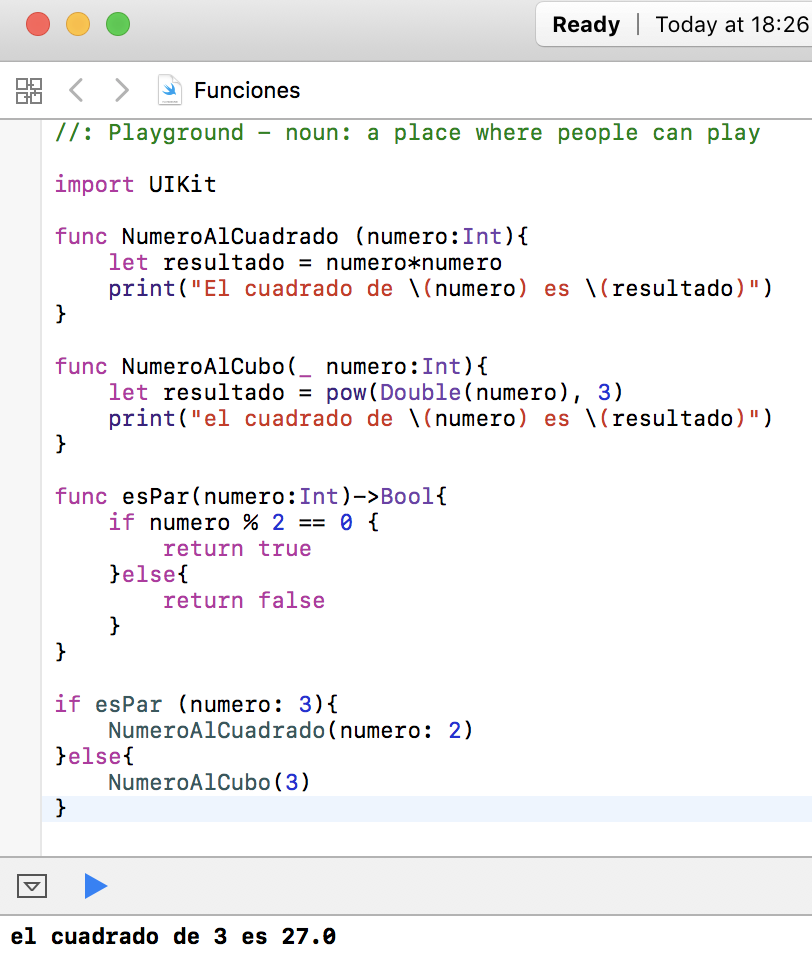 Ready | Today at 18:26
Funciones
//: Playground - noun: a place where people can play
import UIKit
func NumeroAlCuadrado (numero:Int){
    let resultado = numero*numero
    print("El cuadrado de \(numero) es \(resultado)")
}
func NumeroAlCubo(_ numero:Int){
    let resultado = pow(Double(numero), 3)
    print("el cuadrado de \(numero) es \(resultado)")
}
func esPar(numero:Int)->Bool{
    if numero % 2 == 0 {
        return true
    }else{
        return false
    }
}
if esPar (numero: 3){
    NumeroAlCuadrado(numero: 2)
}else{
    NumeroAlCubo(3)
}
el cuadrado de 3 es 27.0